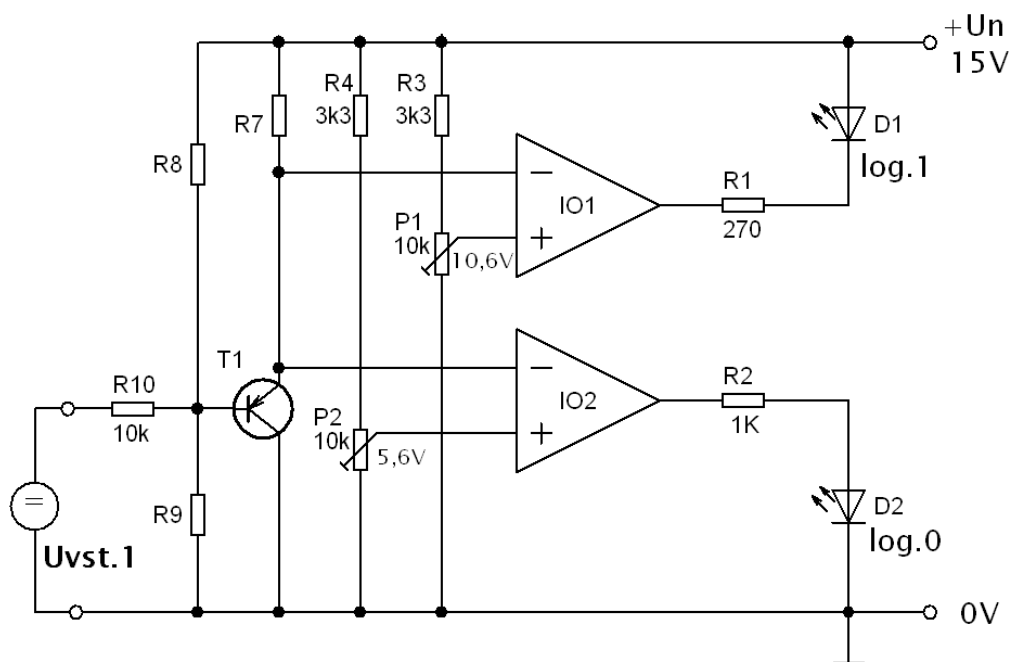 +Un
15V
R4
3k3
R3
3k3
R7
D1
log.1
R8
−
IO1
+
R1
270
P1
10k
10,6V
T1
−
IO2
+
R2
1K
R10
10k
P2
10k
5,6V
=
R9
D2
log.0
Uvst.1
0V